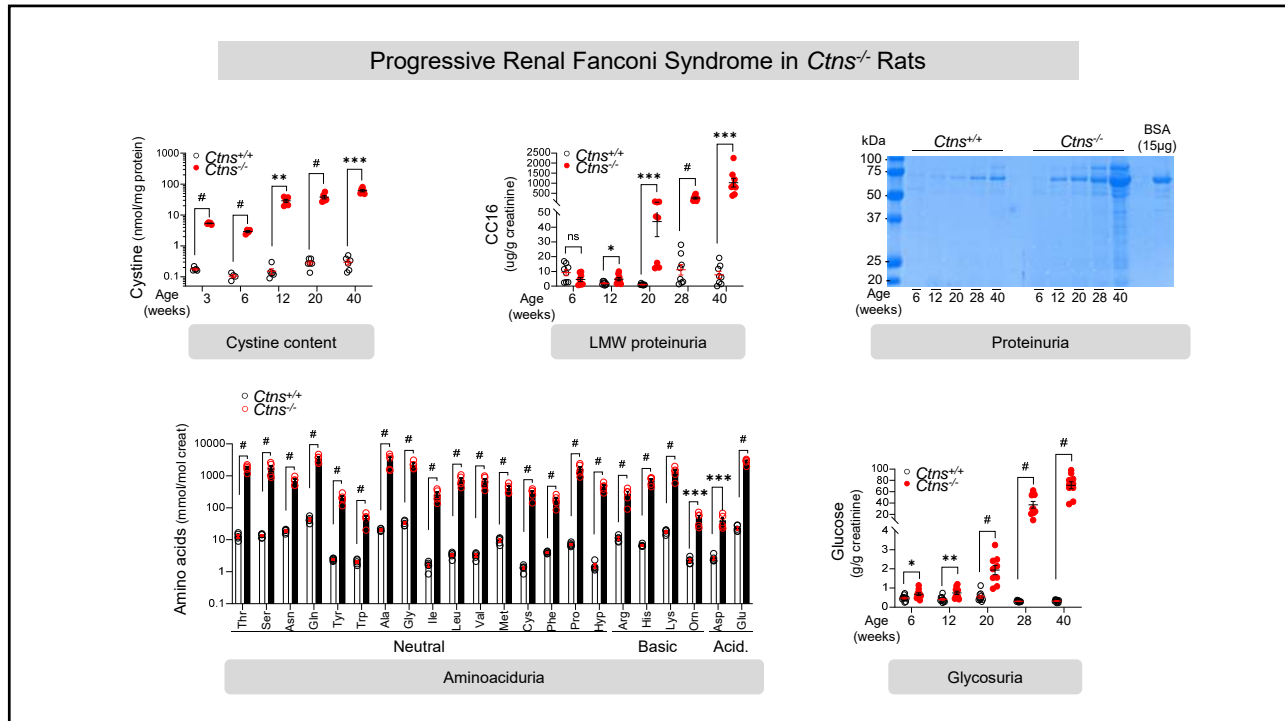 Progressive Renal Fanconi Syndrome in Ctns-/- Rats
Cystine (nmol/mg protein)
1000
100
10
1
0.1
Ctns+/+
Ctns-/-
#
#
**
#
***
Age (weeks)
3 6 12 20 40
Cystine content
CC16
(ug/g creatinine)
2500
2000
1500
1000
500
50
40
30
20
10
0
Ctns+/+
Ctns-/-
ns
*
***
#
***
Age (weeks)
6 12 20 28 40
LMW proteinuria
kDa
Ctns+/+
Ctns-/-
BSA
(15µg)
100
75
50
37
25
20
Age (weeks)
6 12 20 28 40
6 12 20 28 40
Proteinuria
Ctns+/+
Ctns-/-
Amino acids (mmol/mol creat)
10000
1000
100
10
1
0.1
# # # # # # # # # # # # # # # # # # # *** *** #
Thr Ser Asn Gln Tyr Trp Ala Gly Ile Leu Val Met Cys Phe Pro Hyp Arg His Lys Orn Asp Glu
Neutral Basic Acid.
Aminoaciduria
Glucose
(g/g creatinine)
100
80
60
40
20
4
3
2
1
0
Ctns+/+
Ctns-/-
*
**
#
#
#
Age (weeks)
6 12 20 28 40
Glycosuria